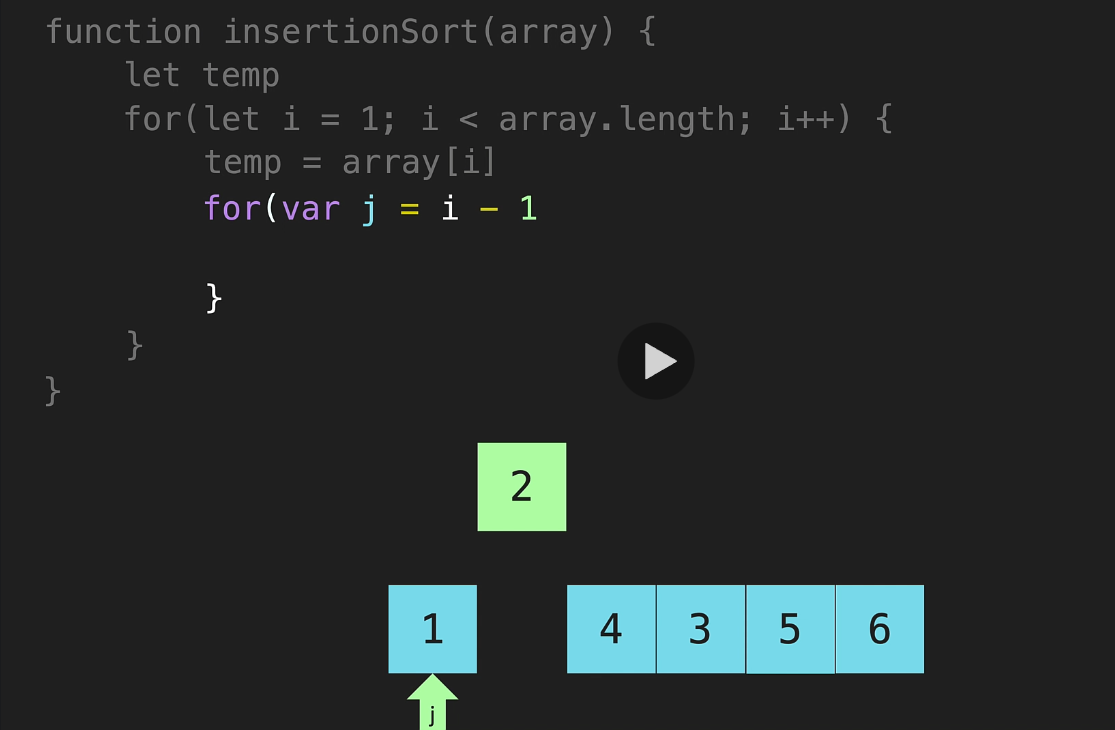 function insertionSort(array) {
let temp
for(let i = 1; i < array.length; i++) {
temp = array[i]
for(var j = i - 1
}
}
}
2
1 4 3 5 6
j